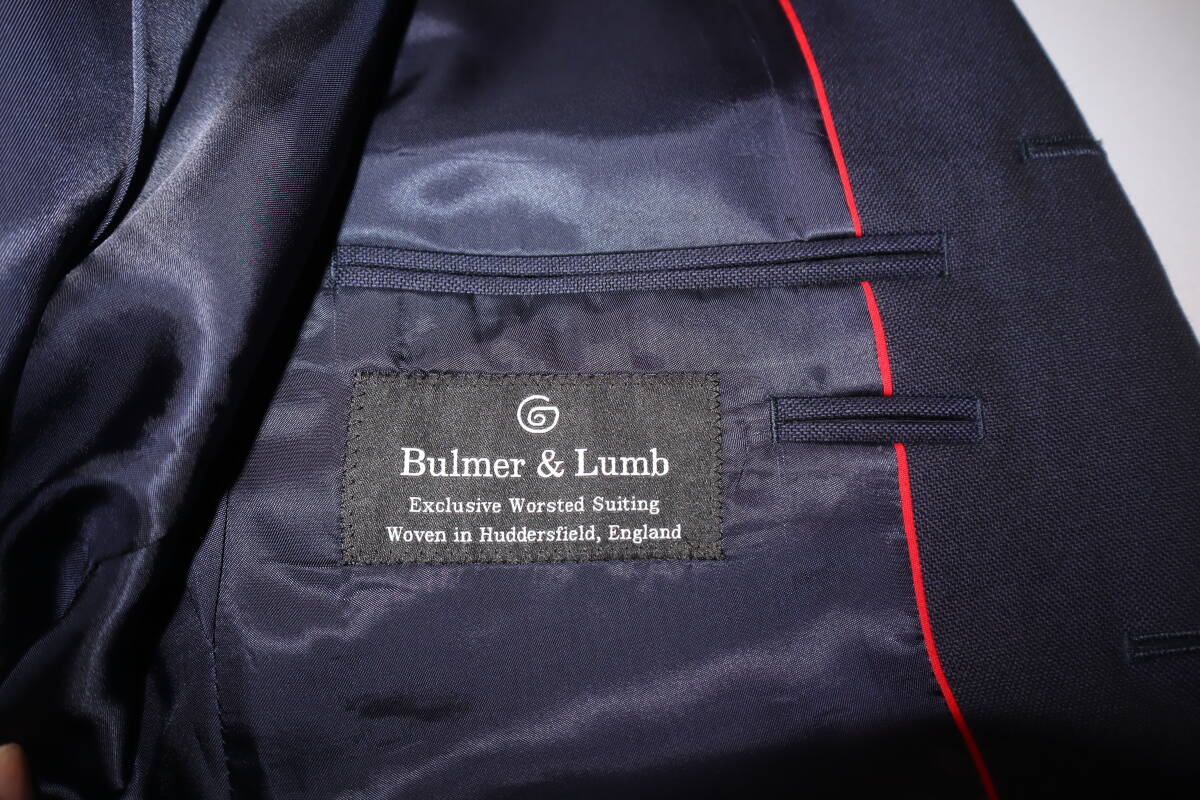 Bulmer & Lumb
Exclusive Worsted Suiting
Woven in Huddersfield, England